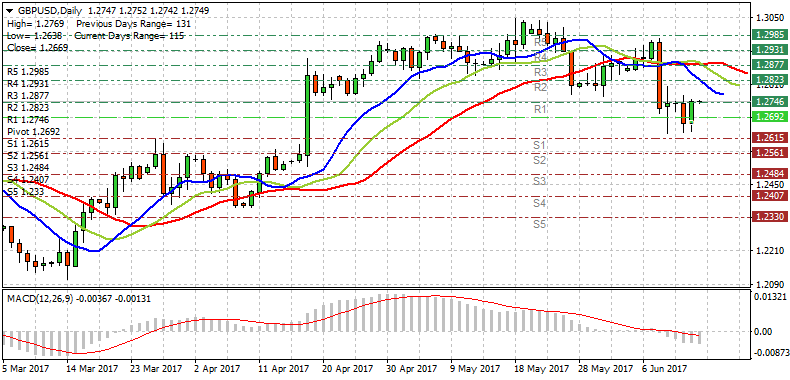 GBPUSD,Daily 1.2747 1.2752 1.2742 1.2749
High= 1.2769 Previous Days Range= 131
Low= 1.2638 Current Days Range= 115
Close= 1.2669
R5 1.2985
R4 1.2931
R3 1.2877
R2 1.2823
R1 1.2746
Pivot 1.2692
S1 1.2615
S2 1.2561
S3 1.2484
S4 1.2407
S5 1.233
R5
R4
R3
R2
R1
S1
S2
S3
S4
S5
1.3050
1.2985
1.2931
1.2877
1.2823
1.2746
1.2692
1.2615
1.2561
1.2484
1.2450
1.2407
1.2330
1.2210
1.2090
MACD(12,26,9) -0.00367 -0.00131
0.01321
0.00
-0.00873
5 Mar 2017
14 Mar 2017
23 Mar 2017
2 Apr 2017
11 Apr 2017
20 Apr 2017
30 Apr 2017
9 May 2017
18 May 2017
28 May 2017
6 Jun 2017